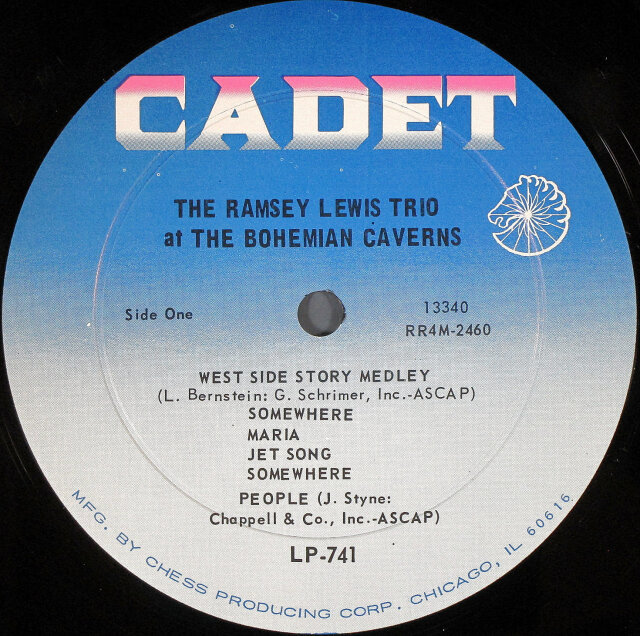 CADET
THE RAMSEY LEWIS TRIO
at THE BOHEMIAN CAVERNS
Side One
13340
RR4M-2460
WEST SIDE STORY MEDLEY
(L. Bernstein: G. Schrimer, Inc.-ASCAP)
SOMEWHERE
MARIA
JET SONG
SOMEWHERE
PEOPLE (J. Styne:
Chappell & Co., Inc.-ASCAP)
LP-741
MFG. BY CHESS PRODUCING CORP. CHICAGO, IL 60616